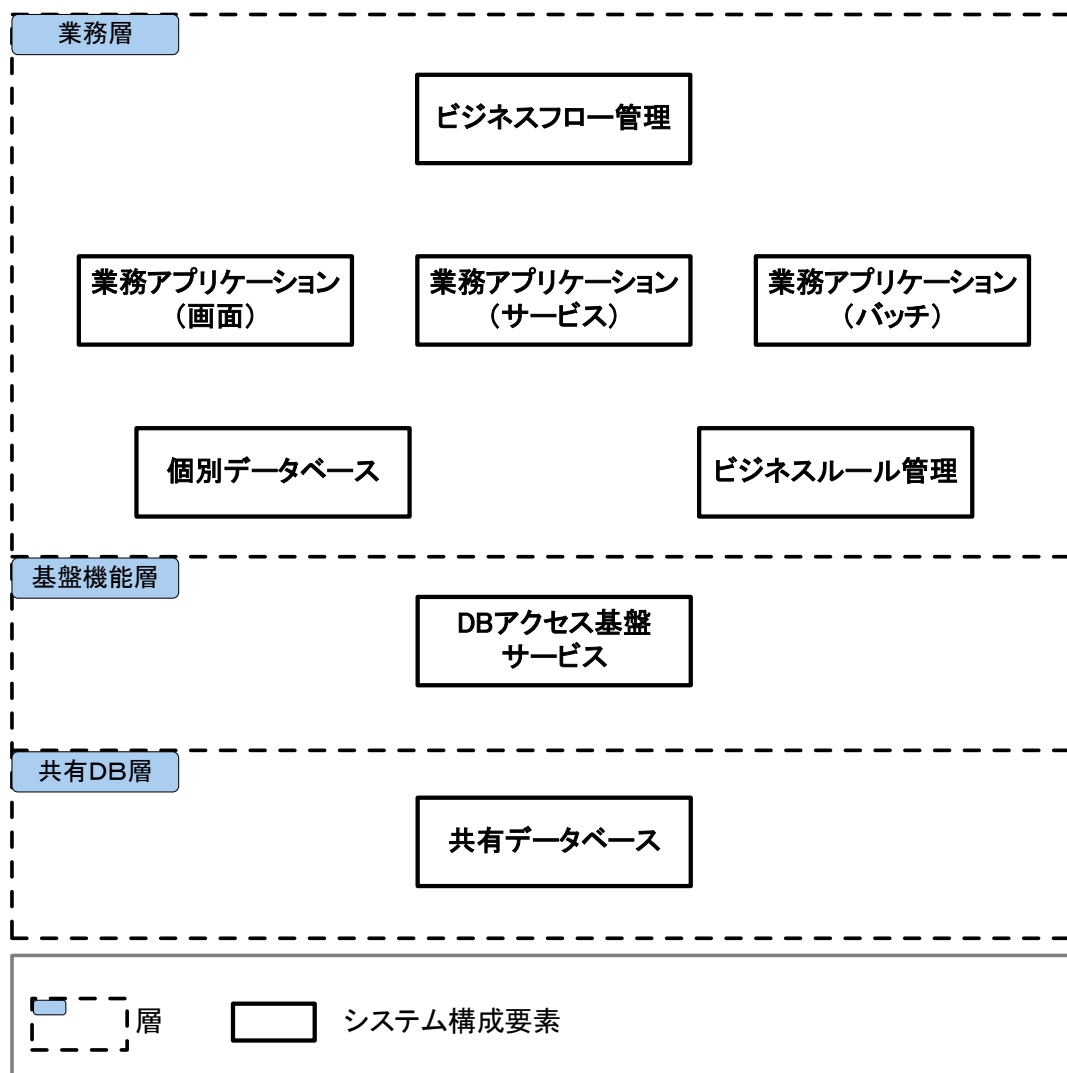 業務層
ビジネスフロー管理
業務アプリケーション
（画面）
業務アプリケーション
（サービス）
業務アプリケーション
（バッチ）
個別データベース
ビジネスルール管理
基盤機能層
DBアクセス基盤
サービス
共有DB層
共有データベース
層
システム構成要素